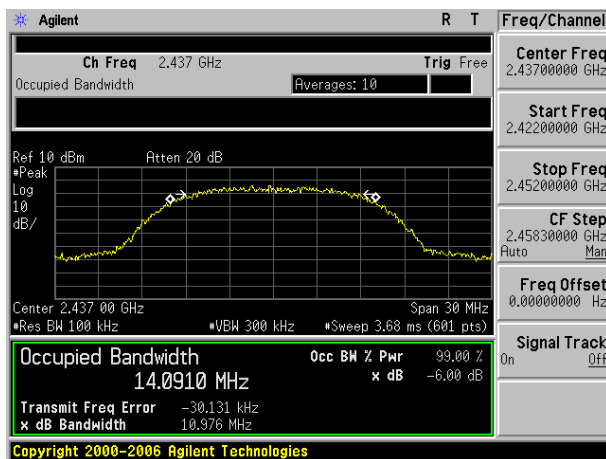 Agilent R T
Freq/Channel
Ch Freq 2.437 GHz Trig Free
Occupied Bandwidth Averages: 10
Center Freq
2.43700000 GHz
Start Freq
2.42200000 GHz
Stop Freq
2.45200000 GHz
CF Step
2.45830000 GHz
Auto Man
Freq Offset
0.00000000 Hz
Signal Track
On Off
Ref 10 dBm Atten 20 dB
#Peak
Log
10
dB/
Center 2.437 00 GHz Span 30 MHz
#Res BW 100 kHz #VBW 300 kHz #Sweep 3.68 ms (601 pts)
Occupied Bandwidth Occ BW % Pwr 99.00 %
14.0910 MHz x dB -6.00 dB
Transmit Freq Error -30.131 kHz
x dB Bandwidth 10.976 MHz
Copyright 2000-2006 Agilent Technologies